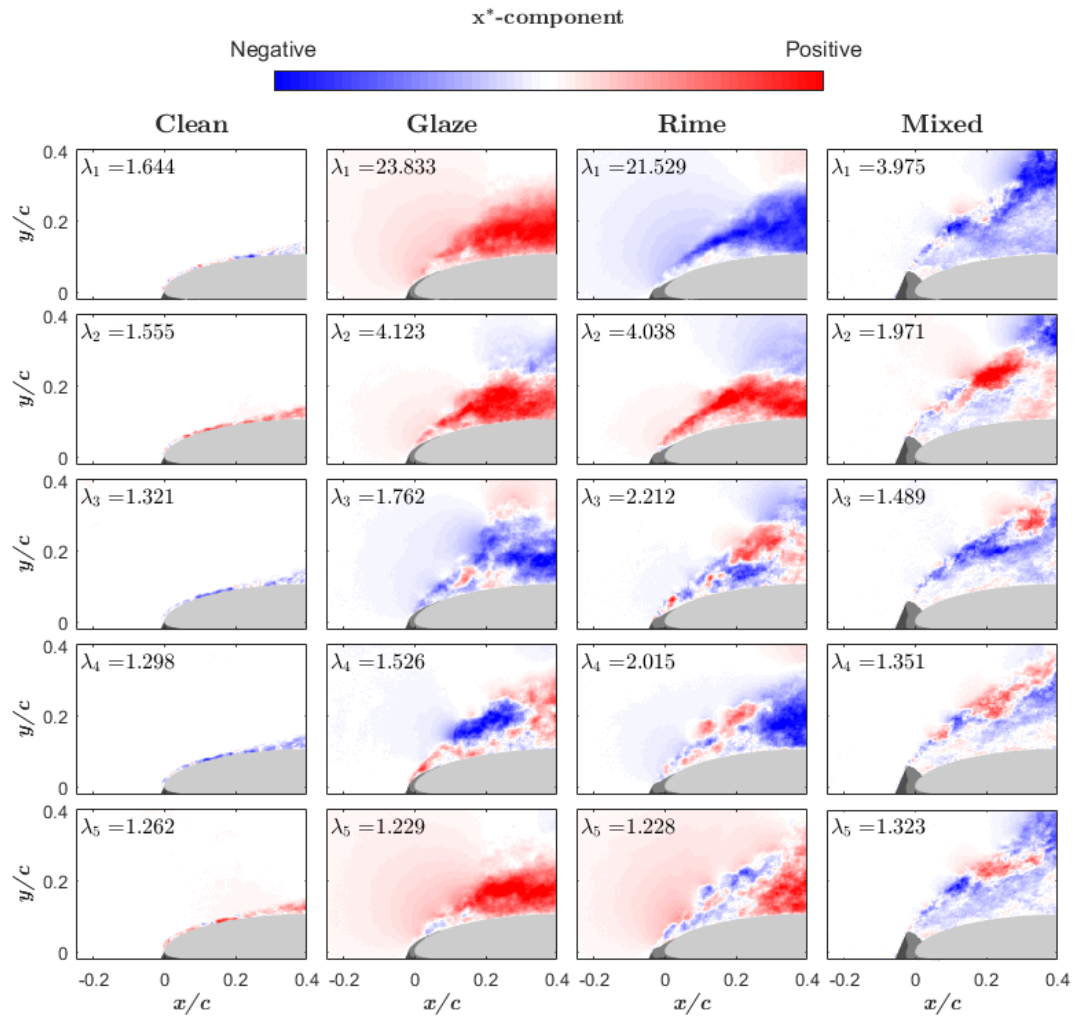 x*-component
Negative Positive
Clean Glaze Rime Mixed
0.4 λ1 =1.644 λ1 =23.833 λ1 =21.529 λ1 =3.975
y/c 0.2
0
0.4 λ2 =1.555 λ2 =4.123 λ2 =4.038 λ2 =1.971
y/c 0.2
0
0.4 λ3 =1.321 λ3 =1.762 λ3 =2.212 λ3 =1.489
y/c 0.2
0
0.4 λ4 =1.298 λ4 =1.526 λ4 =2.015 λ4 =1.351
y/c 0.2
0
0.4 λ5 =1.262 λ5 =1.229 λ5 =1.228 λ5 =1.323
y/c 0.2
0
-0.2 0 0.2 0.4 -0.2 0 0.2 0.4 -0.2 0 0.2 0.4 -0.2 0 0.2 0.4
x/c x/c x/c x/c